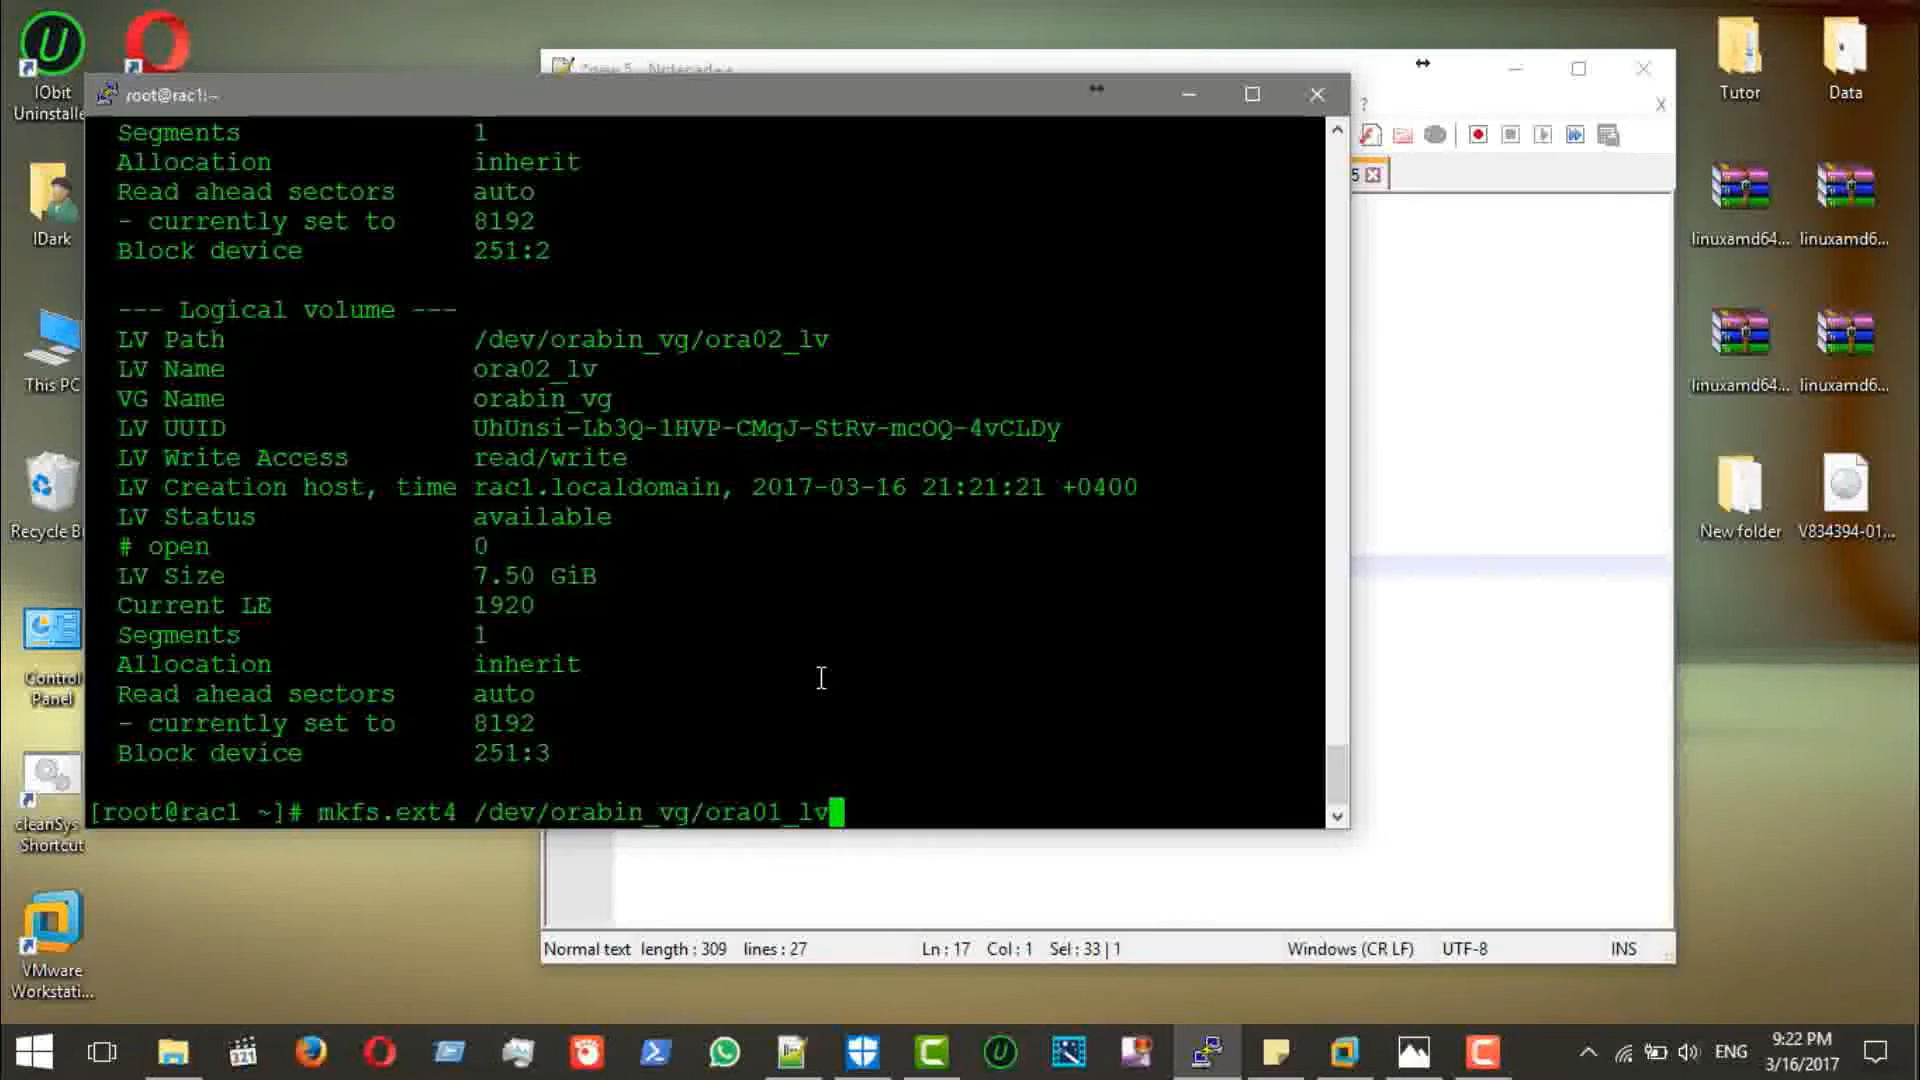 IObit
Uninstalle
IDark
This PC
Recycle B
Control
Panel
cleanSys
Shortcut
VMware
Workstati...
root@rac1:~
Segments 1
Allocation inherit
Read ahead sectors auto
- currently set to 8192
Block device 251:2
--- Logical volume ---
LV Path /dev/orabin_vg/ora02_lv
LV Name ora02_lv
VG Name orabin_vg
LV UUID UhUnsi-Lb3Q-1HVP-CMqJ-StRv-mcOQ-4vCLDy
LV Write Access read/write
LV Creation host, time rac1.localdomain, 2017-03-16 21:21:21 +0400
LV Status available
# open 0
LV Size 7.50 GiB
Current LE 1920
Segments 1
Allocation inherit
Read ahead sectors auto
- currently set to 8192
Block device 251:3
[root@rac1 ~]# mkfs.ext4 /dev/orabin_vg/ora01_lv
?
X
5
Normal text length : 309 lines : 27 Ln : 17 Col : 1 Sel : 33 | 1 Windows (CR LF) UTF-8 INS
Tutor
Data
linuxamd64...
linuxamd6...
linuxamd64...
linuxamd6...
New folder
V834394-01...
321
ENG
9:22 PM
3/16/2017